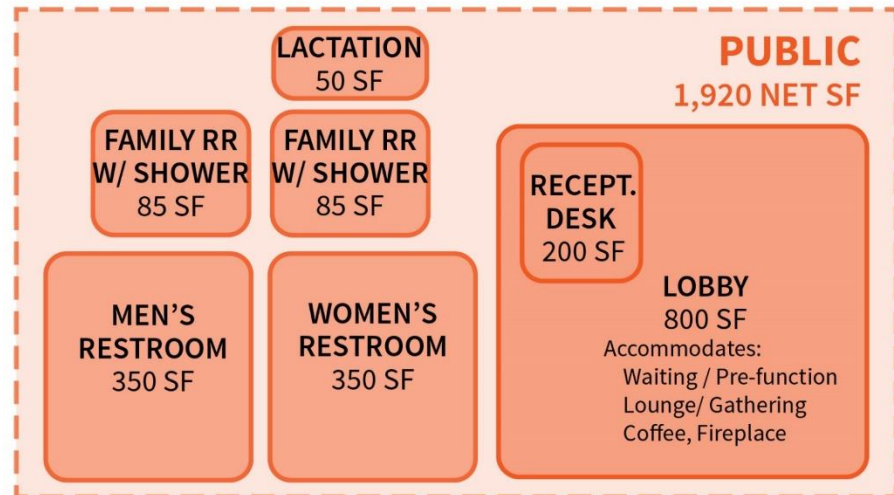 PUBLIC
1,920 NET SF
LACTATION
50 SF
FAMILY RR
W/ SHOWER
85 SF
FAMILY RR
W/ SHOWER
85 SF
MEN’S
RESTROOM
350 SF
WOMEN’S
RESTROOM
350 SF
RECEPT.
DESK
200 SF
LOBBY
800 SF
Accommodates:
Waiting / Pre-function
Lounge/ Gathering
Coffee, Fireplace